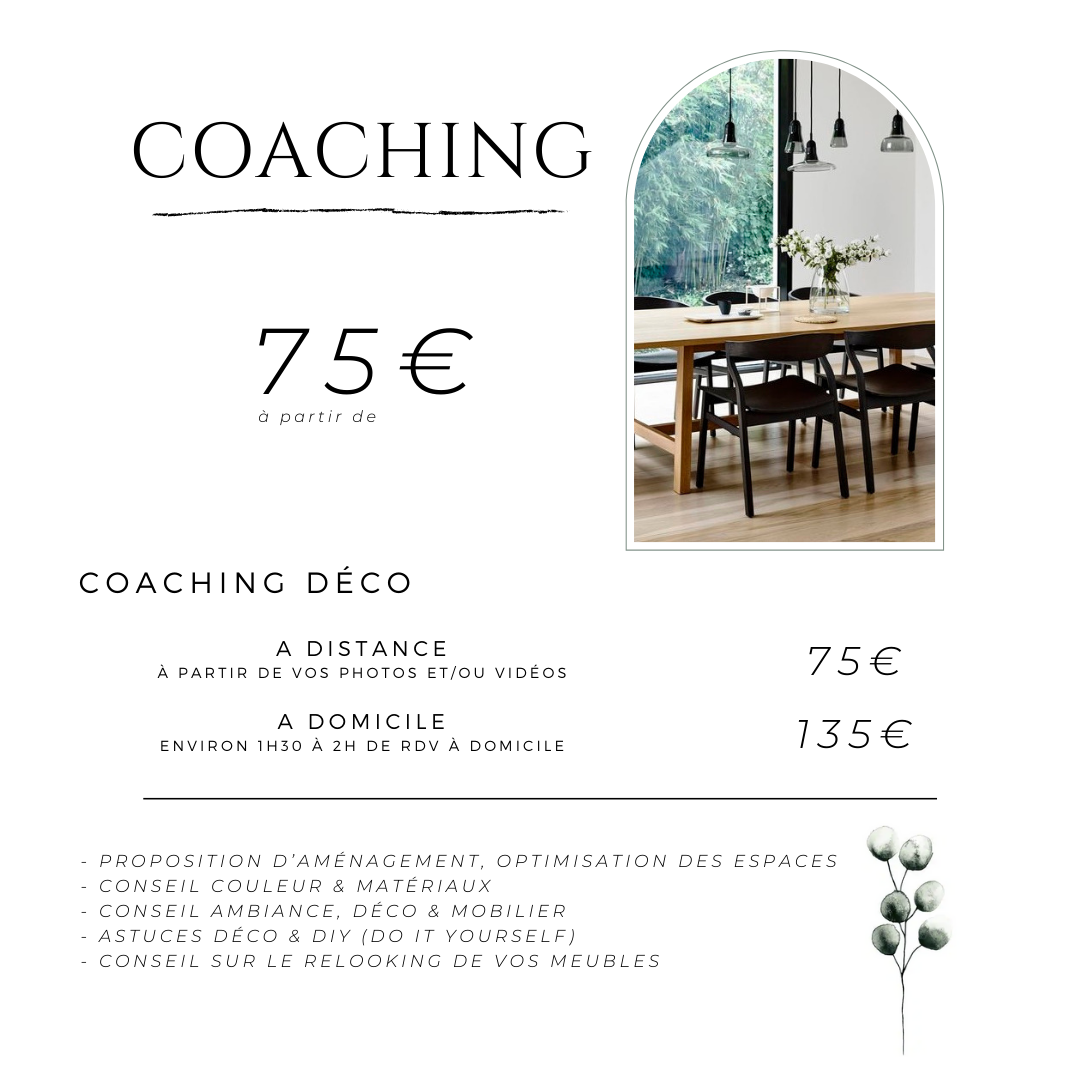 COACHING
75€
à partir de
COACHING DÉCO
A DISTANCE
À PARTIR DE VOS PHOTOS ET/OU VIDÉOS
75€
A DOMICILE
ENVIRON 1H30 À 2H DE RDV À DOMICILE
135€
- PROPOSITION D'AMÉNAGEMENT, OPTIMISATION DES ESPACES
- CONSEIL COULEUR & MATÉRIAUX
- CONSEIL AMBIANCE, DÉCO & MOBILIER
- ASTUCES DÉCO & DIY (DO IT YOURSELF)
- CONSEIL SUR LE RELOOKING DE VOS MEUBLES